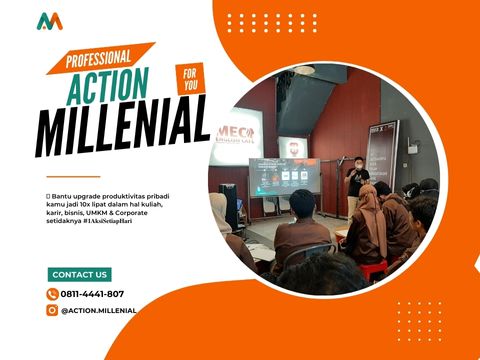 PROFESSIONAL
ACTION
FOR
YOU
MILLENIAL
Bantu upgrade produktivitas pribadi
kamu jadi 10x lipat dalam hal kuliah,
karir, bisnis, UMKM & Corporate
setidaknya #1AksiSetiapHari
CONTACT US
0811-4441-807
@ACTION.MILLENIAL